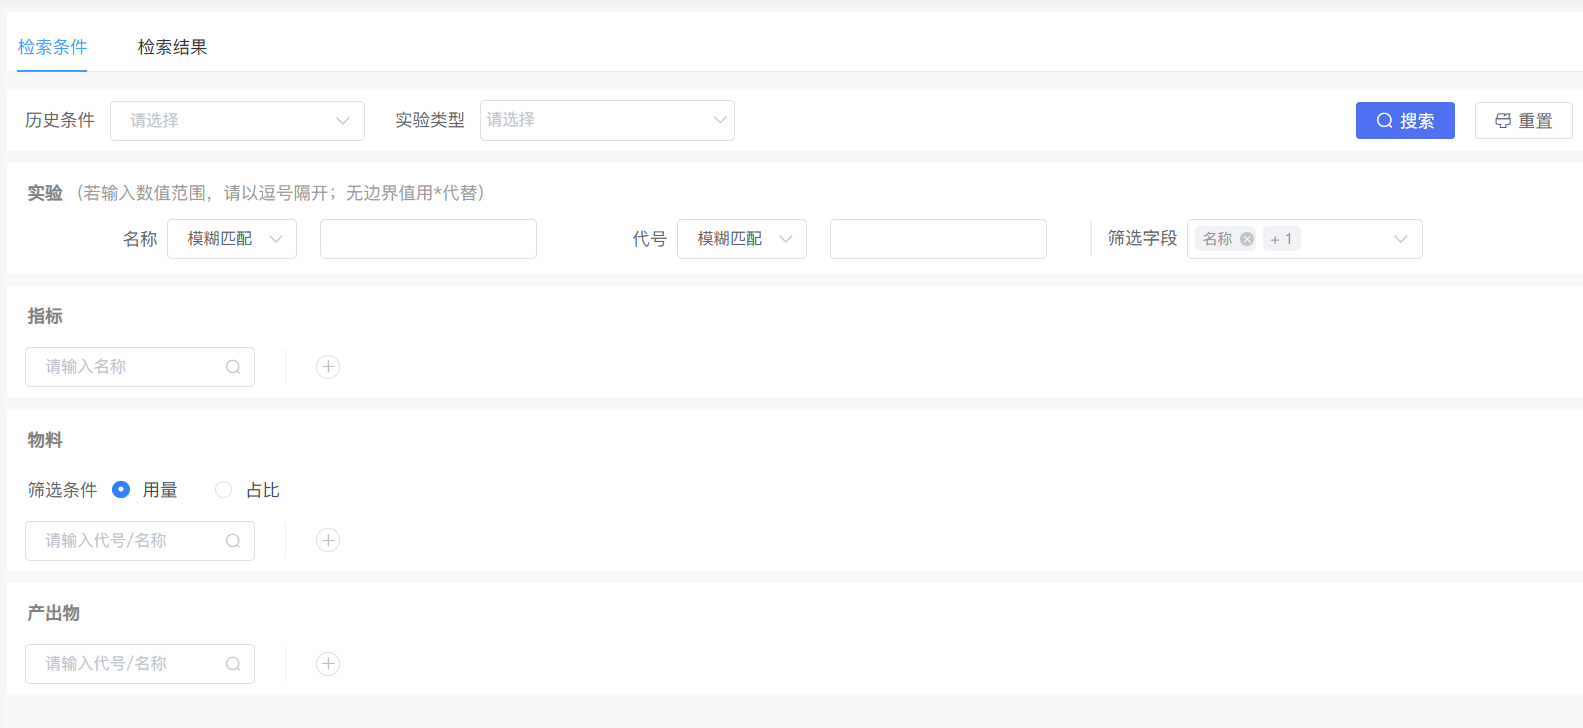 检索条件 检索结果
历史条件 请选择 实验类型 请选择 搜索 重置
实验 （若输入数值范围，请以逗号隔开；无边界值用*代替）
名称 模糊匹配 代号 模糊匹配 筛选字段 名称 + 1
指标
请输入名称
物料
筛选条件 用量 占比
请输入代号/名称
产出物
请输入代号/名称